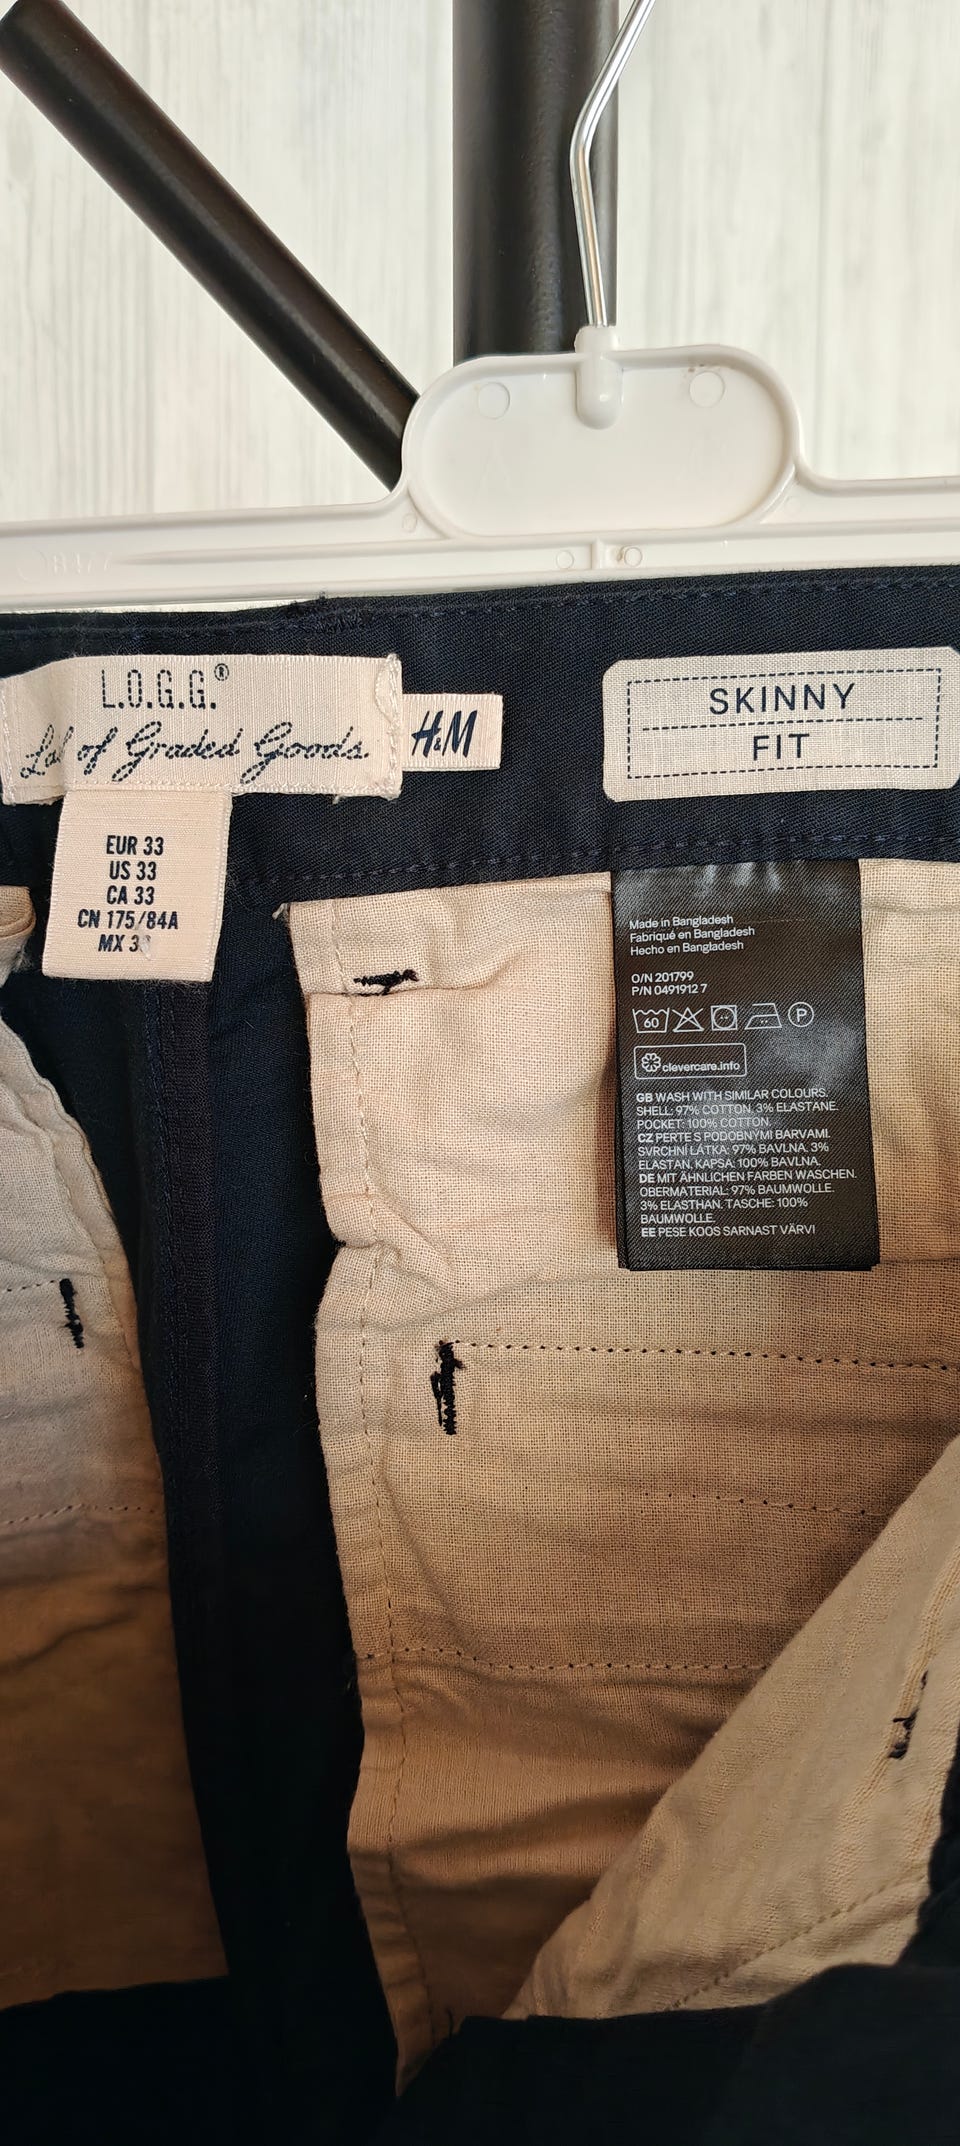 L.O.G.G.®
Label of Graded Goods.
H&M
SKINNY
FIT
EUR 33
US 33
CA 33
CN 175/84A
MX
Made in Bangladesh
Fabriqué en Bangladesh
Hecho en Bangladesh
O/N 201799
P/N 0491912 7
60
P
clevercare.info
GB WASH WITH SIMILAR COLOURS.
SHELL: 97% COTTON. 3% ELASTANE.
POCKET: 100% COTTON.
CZ PERTE S PODOBNÝMI BARVAMI.
SVRCHNÍ LÁTKA: 97% BAVLNA. 3%
ELASTAN. KAPSA: 100% BAVLNA.
DE MIT ÄHNLICHEN FARBEN WASCHEN.
OBERMATERIAL: 97% BAUMWOLLE.
3% ELASTHAN. TASCHE: 100%
BAUMWOLLE.
EE PESE KOOS SARNAST VÄRVI